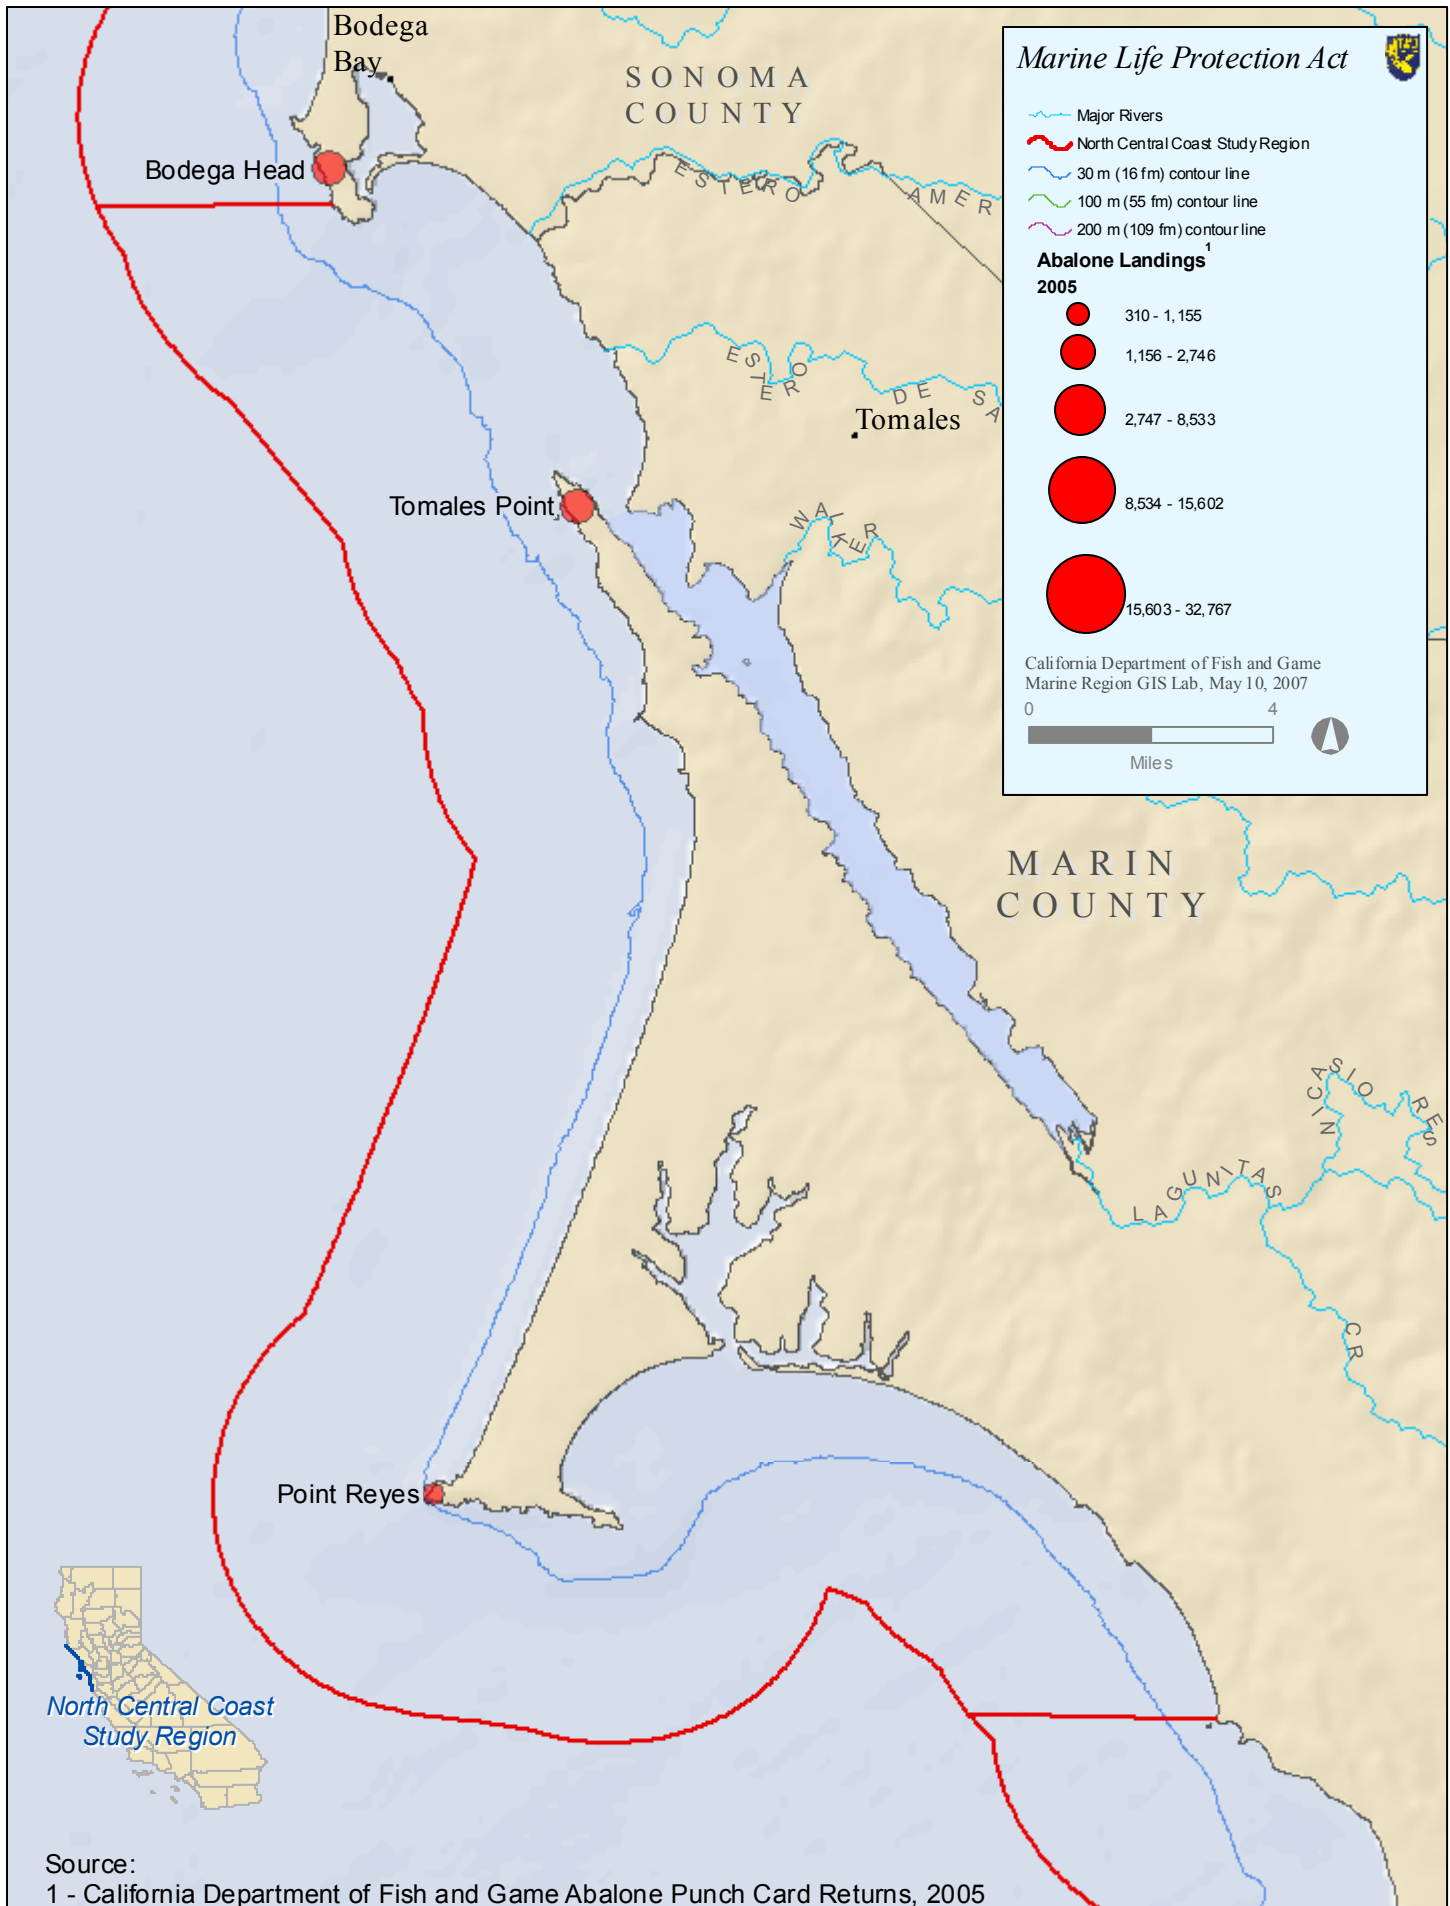 Bodega
Bay
SONOMA
COUNTY
Bodega Head
ESTERO
AMER
ESTERO
DE SA
Tomales
Tomales Point
WALKER
MARIN
COUNTY
NICASIO RES
LAGUNITAS
CR
Point Reyes
North Central Coast
Study Region
Marine Life Protection Act
Major Rivers
North Central Coast Study Region
30 m (16 fm) contour line
100 m (55 fm) contour line
200 m (109 fm) contour line
Abalone Landings 1
2005
310 - 1,155
1,156 - 2,746
2,747 - 8,533
8,534 - 15,602
15,603 - 32,767
California Department of Fish and Game
Marine Region GIS Lab, May 10, 2007
0 4
Miles
Source:
1 - California Department of Fish and Game Abalone Punch Card Returns, 2005